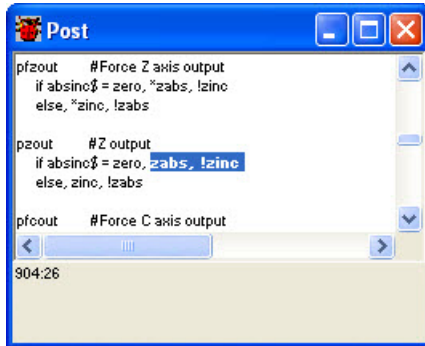 Post
pfzout #Force Z axis output
if absinc$ = zero, *zabs, !zinc
else, *zinc, !zabs
pzout #Z output
if absinc$ = zero, zabs, !zinc
else, zinc, !zabs
pfcout #Force C axis output
904:26